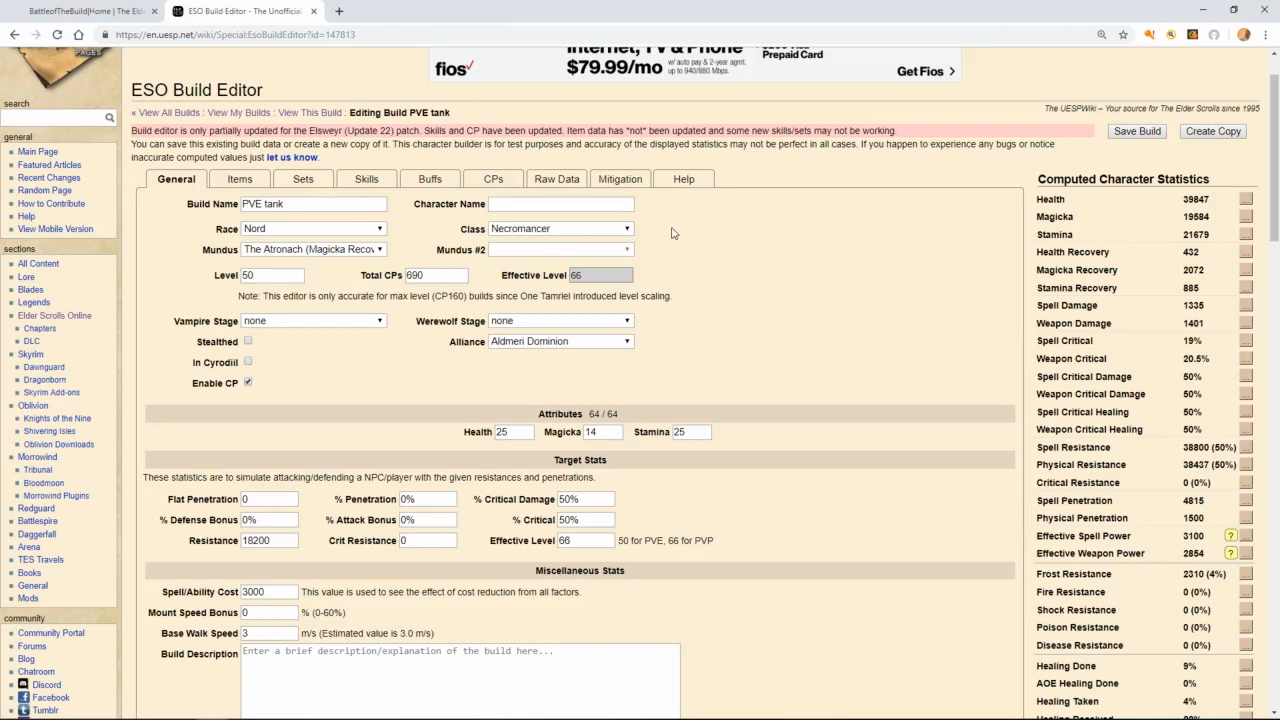 BattleoftheBuild|Home | The Eld
ESO Build Editor - The Unofficial
https://en.uesp.net/wiki/Special:EsoBuildEditor?id=147813
PAGES
Internet, TV & Phone
fios
$79.99/mo
w/ auto pay & 2-year agmt.
up to 940/880 Mbps.
$200 Rep
Prepaid Card
Get Fios
search
general
Main Page
Featured Articles
Recent Changes
Random Page
How to Contribute
Help
View Mobile Version
sections
All Content
Lore
Blades
Legends
Elder Scrolls Online
Chapters
DLC
Skyrim
Dawnguard
Dragonborn
Skyrim Add-ons
Oblivion
Knights of the Nine
Shivering Isles
Oblivion Downloads
Morrowind
Tribunal
Bloodmoon
Morrowind Plugins
Redguard
Battlespire
Daggerfall
Arena
TES Travels
Books
General
Mods
community
Community Portal
Forums
Blog
Chatroom
Discord
Facebook
Tumblr
ESO Build Editor
The UESPWiki – Your source for The Elder Scrolls since 1995
« View All Builds : View My Builds : View This Build : Editing Build PVE tank
Build editor is only partially updated for the Elsweyr (Update 22) patch. Skills and CP have been updated. Item data has *not* been updated and some new skills/sets may not be working.
Save Build
Create Copy
You can save this existing build data or create a new copy of it. This character builder is for test purposes and accuracy of the displayed statistics may not be perfect in all cases. If you happen to experience any bugs or notice
inaccurate computed values just let us know.
General Items Sets Skills Buffs CPs Raw Data Mitigation Help
Build Name PVE tank Character Name
Race Nord Class Necromancer
Mundus The Atronach (Magicka Recov Mundus #2
Level 50 Total CPs 690 Effective Level 66
Note: This editor is only accurate for max level (CP160) builds since One Tamriel introduced level scaling.
Vampire Stage none Werewolf Stage none
Stealthed Alliance Aldmeri Dominion
In Cyrodiil
Enable CP
Attributes 64 / 64
Health 25 Magicka 14 Stamina 25
Target Stats
These statistics are to simulate attacking/defending a NPC/player with the given resistances and penetrations.
Flat Penetration 0 % Penetration 0% % Critical Damage 50%
% Defense Bonus 0% % Attack Bonus 0% % Critical 50%
Resistance 18200 Crit Resistance 0 Effective Level 66 50 for PVE, 66 for PVP
Miscellaneous Stats
Spell/Ability Cost 3000 This value is used to see the effect of cost reduction from all factors.
Mount Speed Bonus 0 % (0-60%)
Base Walk Speed 3 m/s (Estimated value is 3.0 m/s)
Build Description Enter a brief description/explanation of the build here...
Computed Character Statistics
Health 39847 ...
Magicka 19584 ...
Stamina 21679 ...
Health Recovery 432 ...
Magicka Recovery 2072 ...
Stamina Recovery 885 ...
Spell Damage 1335 ...
Weapon Damage 1401 ...
Spell Critical 19% ...
Weapon Critical 20.5% ...
Spell Critical Damage 50% ...
Weapon Critical Damage 50% ...
Spell Critical Healing 50% ...
Weapon Critical Healing 50% ...
Spell Resistance 38800 (50%) ...
Physical Resistance 38437 (50%) ...
Critical Resistance 0 (0%) ...
Spell Penetration 4815 ...
Physical Penetration 1500 ...
Effective Spell Power 3100 ? ...
Effective Weapon Power 2854 ? ...
Frost Resistance 2310 (4%) ...
Fire Resistance 0 (0%) ...
Shock Resistance 0 (0%) ...
Poison Resistance 0 (0%) ...
Disease Resistance 0 (0%) ...
Healing Done 9% ...
AOE Healing Done 0% ...
Healing Taken 4% ...